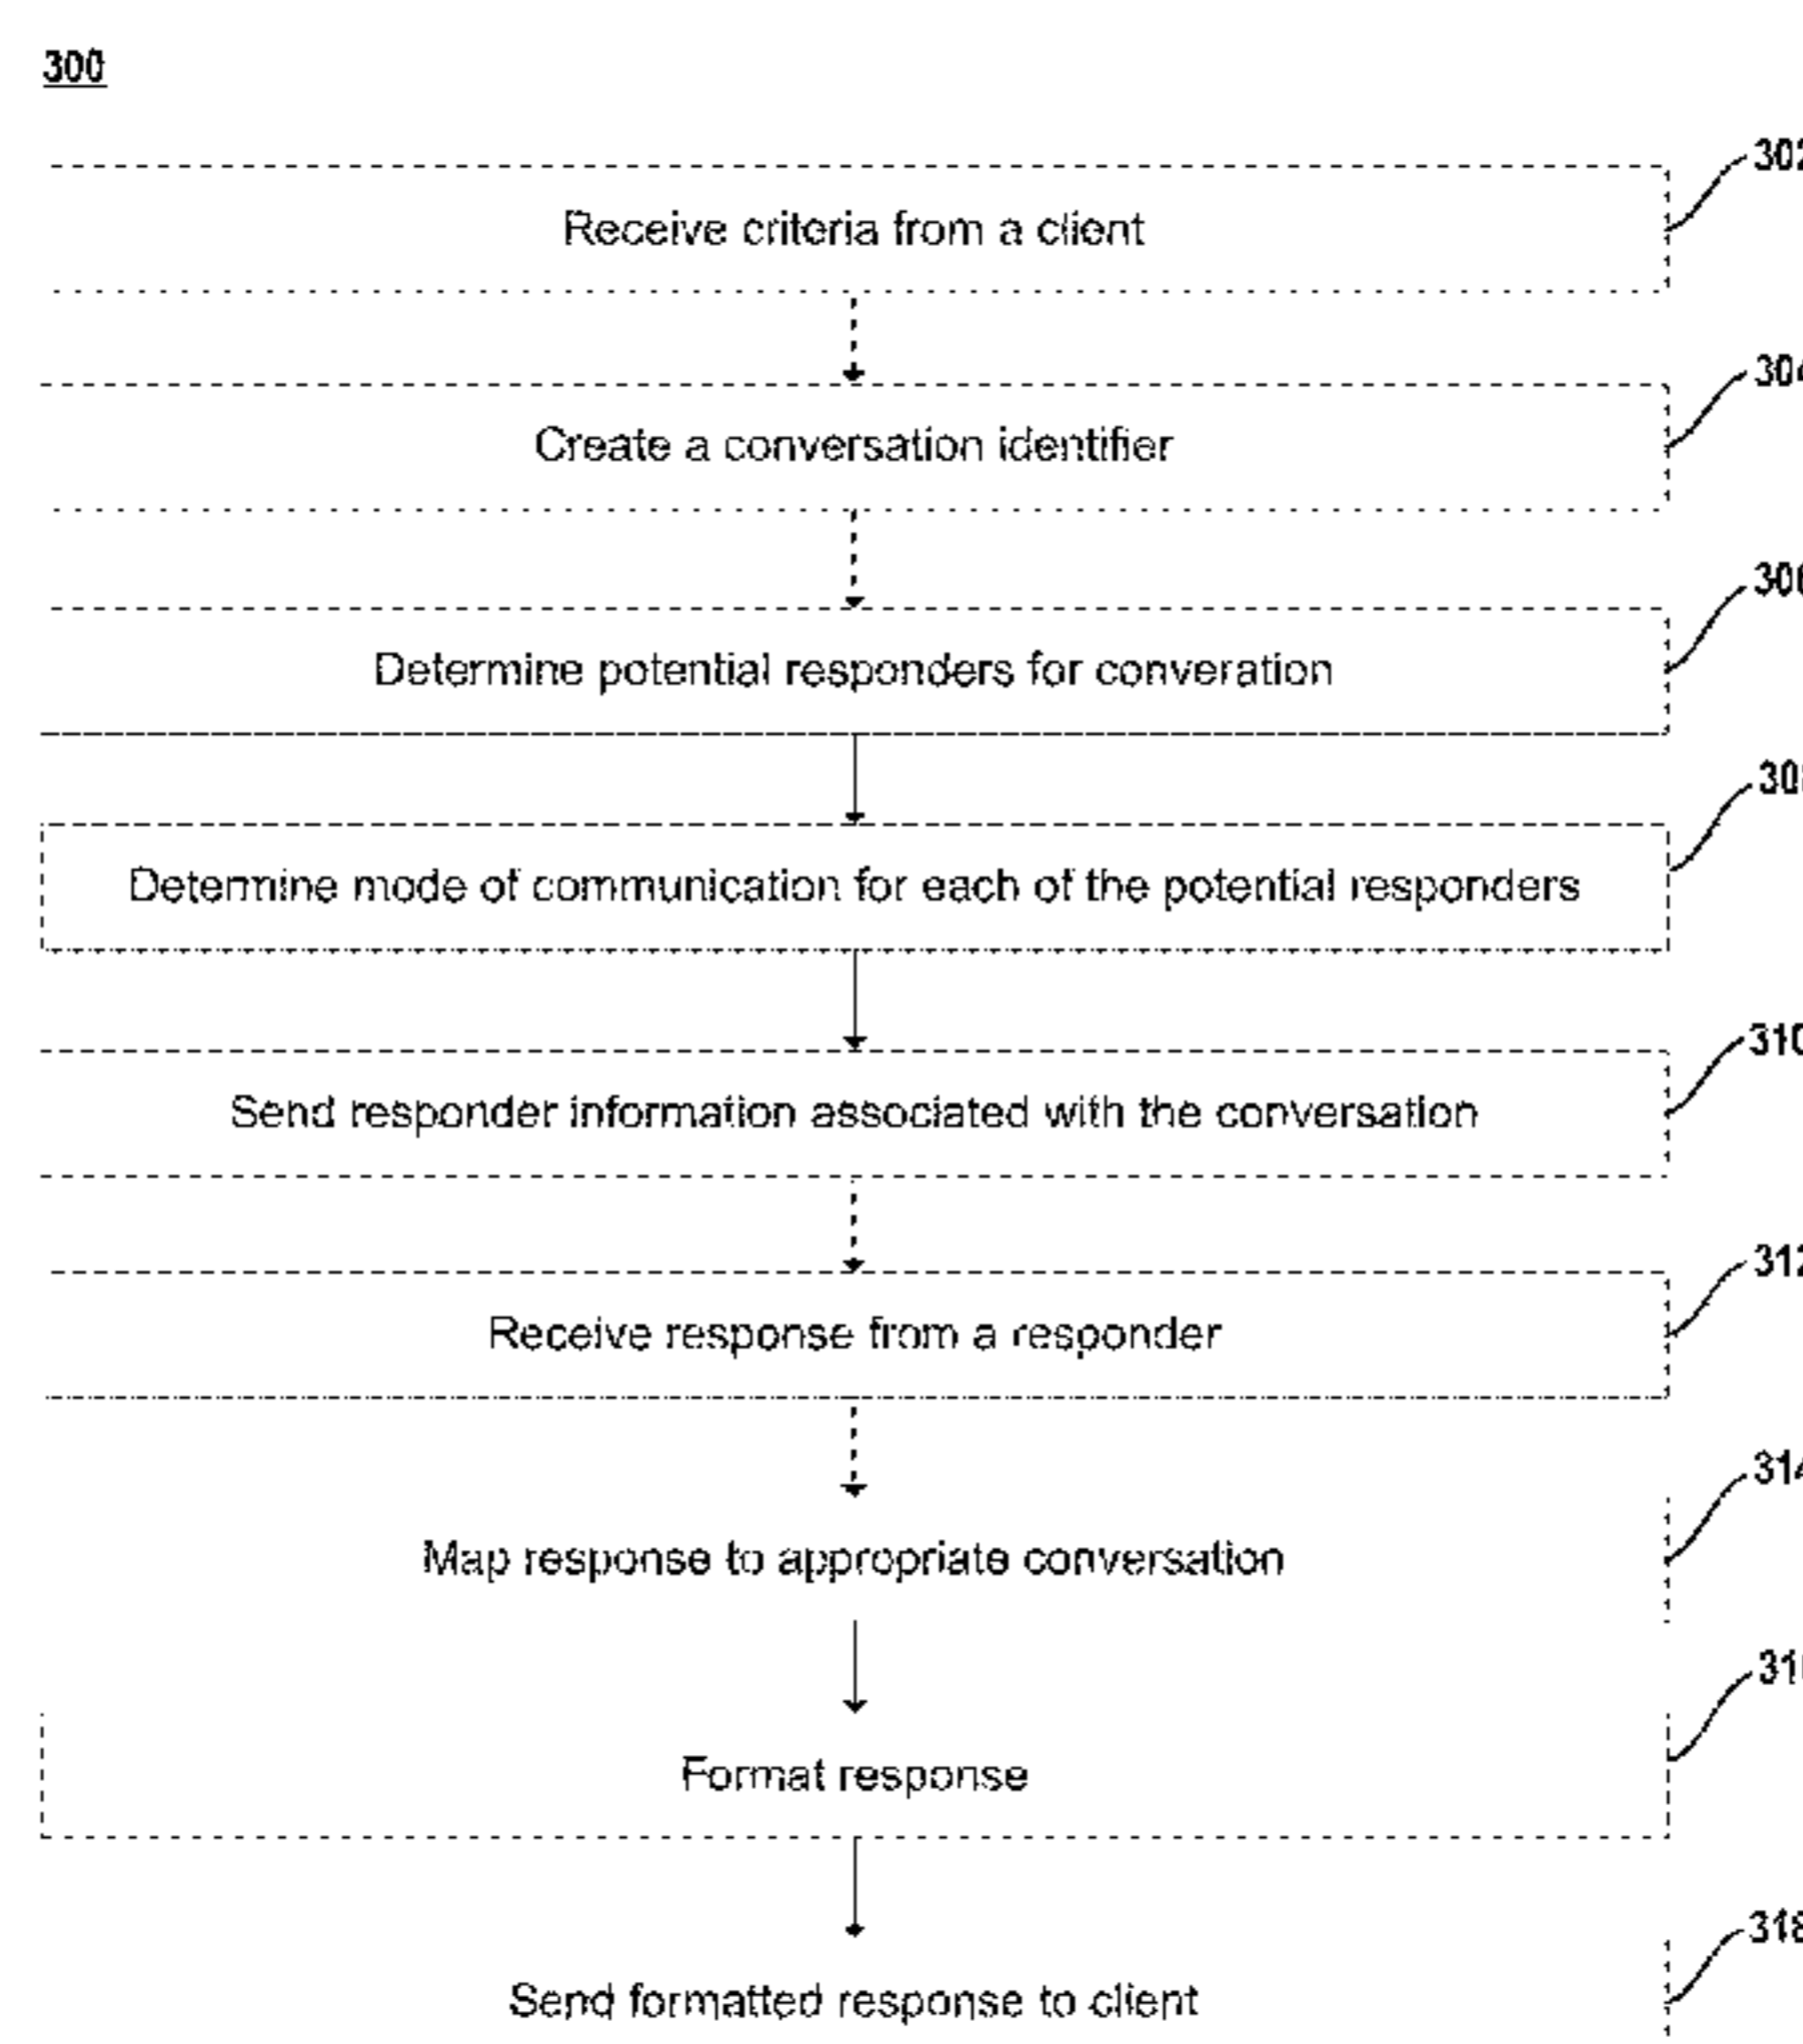 300
302
Receive criteria from a client
304
Create a conversation identifier
306
Determine potential responders for converation
308
Determine mode of communication for each of the potential responders
310
Send responder information associated with the conversation
312
Receive response from a responder
314
Map response to appropriate conversation
316
Format response
318
Send formatted response to client